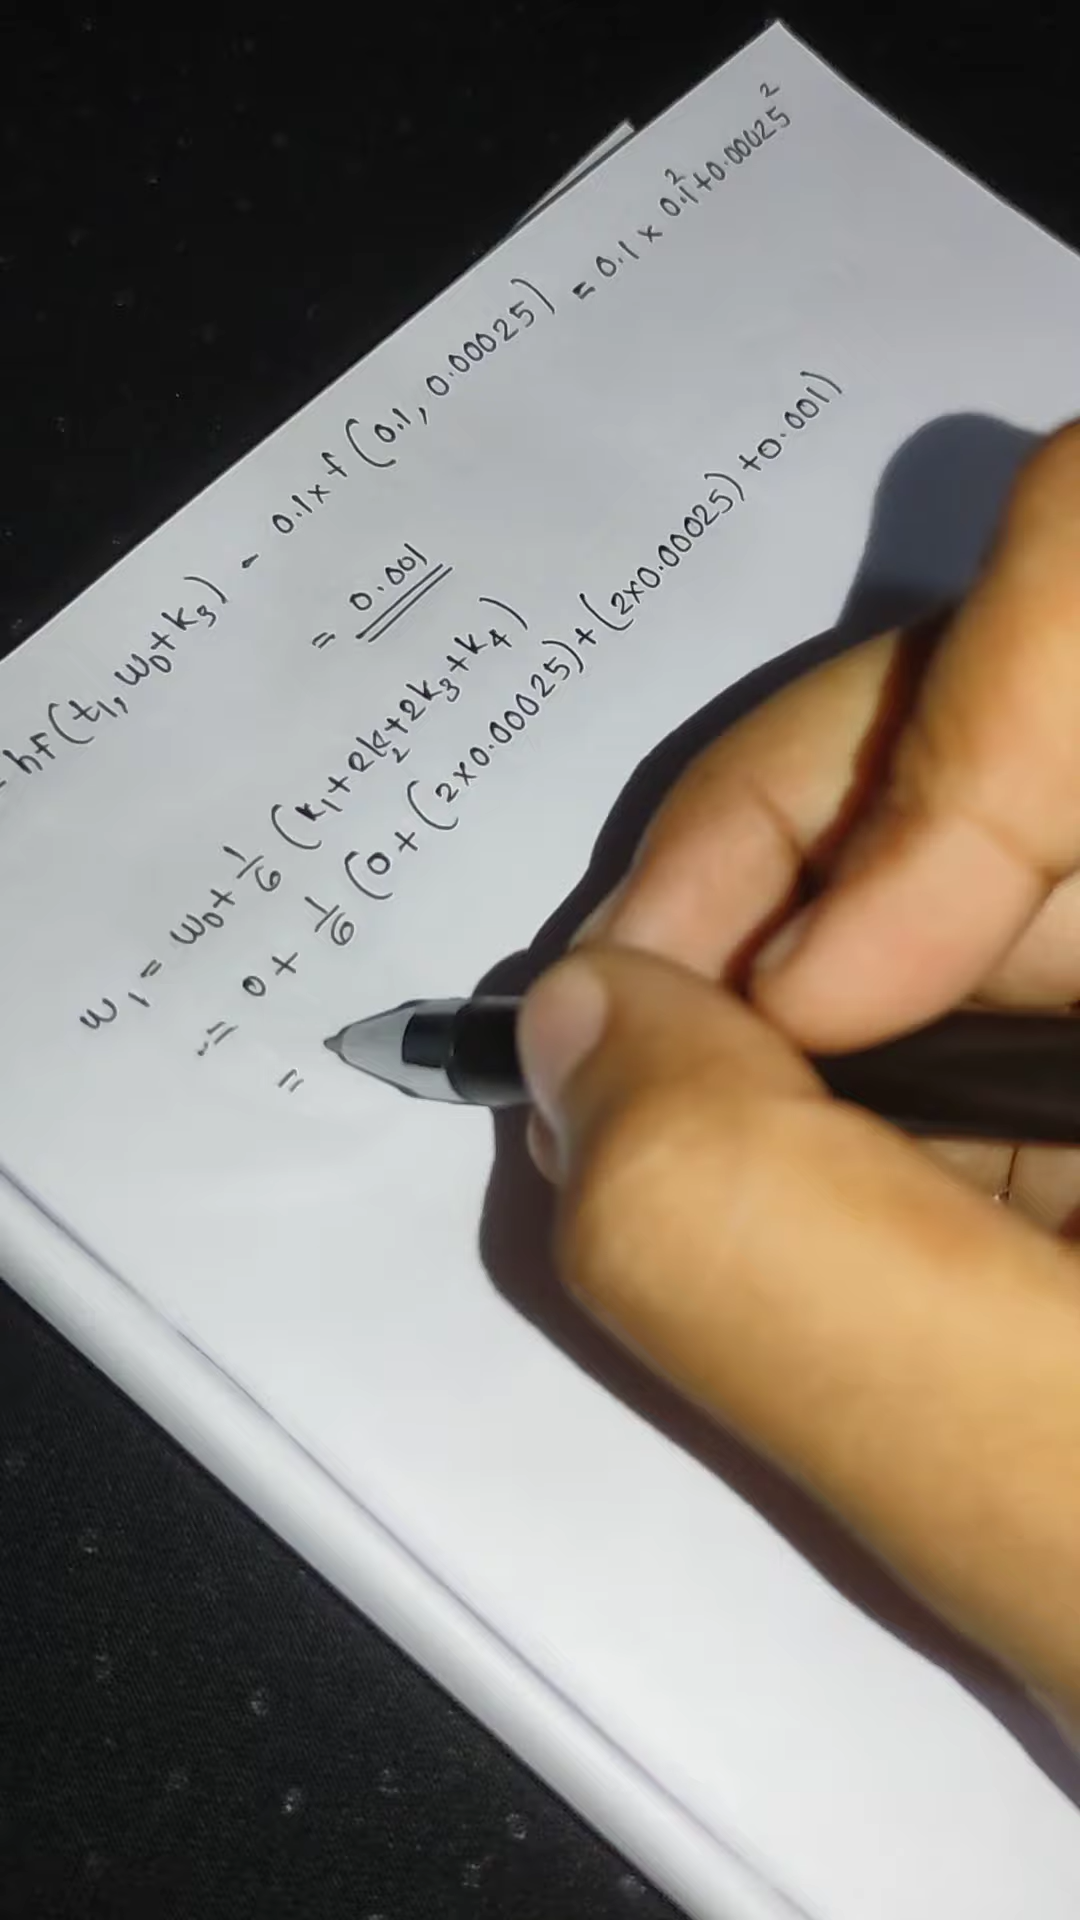 hf(t₁, w₀+k₃) - 0.1×f(0.1, 0.00025) = 0.1 × 0.1²+0.00025²
= 0.001
w₁ = w₀+ 1/6 (k₁+2k₂+2k₃+k₄)
= 0+ 1/6 (0+(2×0.00025)+(2×0.00025)+0.001)
=